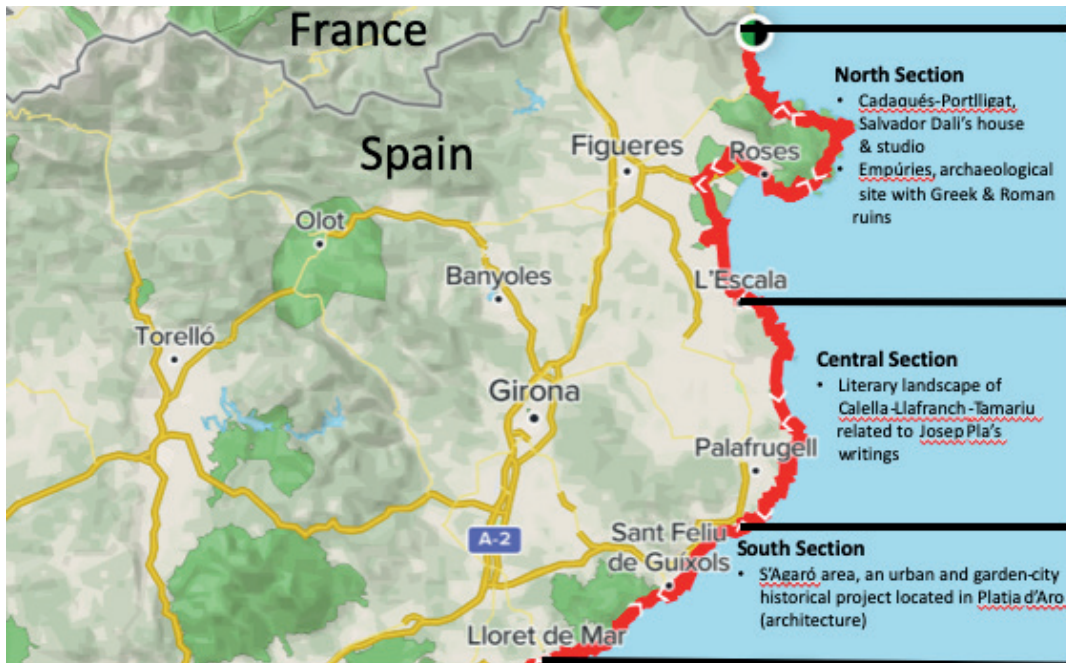 France
Spain
North Section
• Cadaqués-Portlligat,
Salvador Dali's house
& studio
• Empúries, archaeological
site with Greek & Roman
ruins
Figueres
Roses
Olot
Banyoles
L'Escala
Torelló
Girona
Central Section
• Literary landscape of
Calella-Llafranch-Tamariu
related to Josep Pla's
writings
Palafrugell
A-2
Sant Feliu
de Guixols
South Section
• S'Agaró area, an urban and garden-city
historical project located in Platja d'Aro
(architecture)
Lloret de Mar